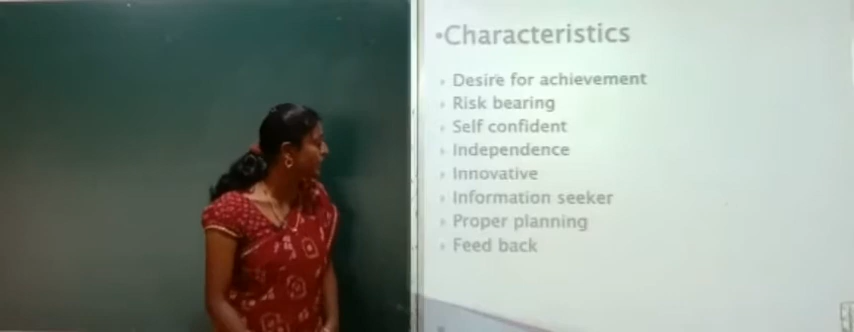 •Characteristics
Desire for achievement
Risk bearing
Self confident
Independence
Innovative
Information seeker
Proper planning
Feed back